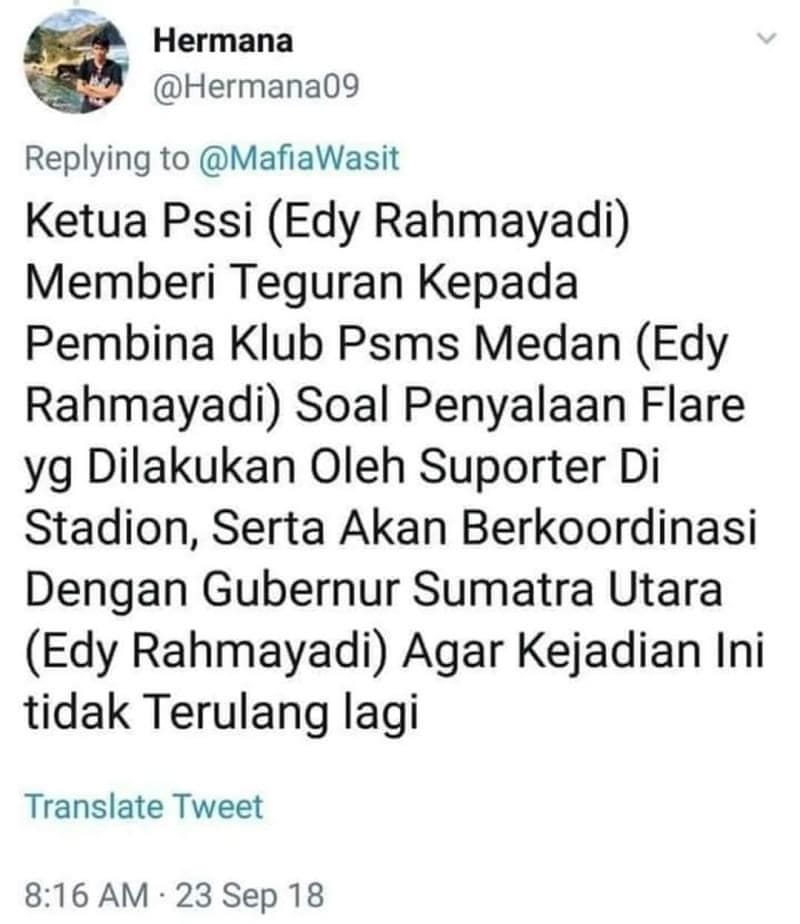 Hermana
@Hermana09
Replying to @MafiaWasit
Ketua Pssi (Edy Rahmayadi)
Memberi Teguran Kepada
Pembina Klub Psms Medan (Edy
Rahmayadi) Soal Penyalaan Flare
yg Dilakukan Oleh Suporter Di
Stadion, Serta Akan Berkoordinasi
Dengan Gubernur Sumatra Utara
(Edy Rahmayadi) Agar Kejadian Ini
tidak Terulang lagi
Translate Tweet
8:16 AM · 23 Sep 18